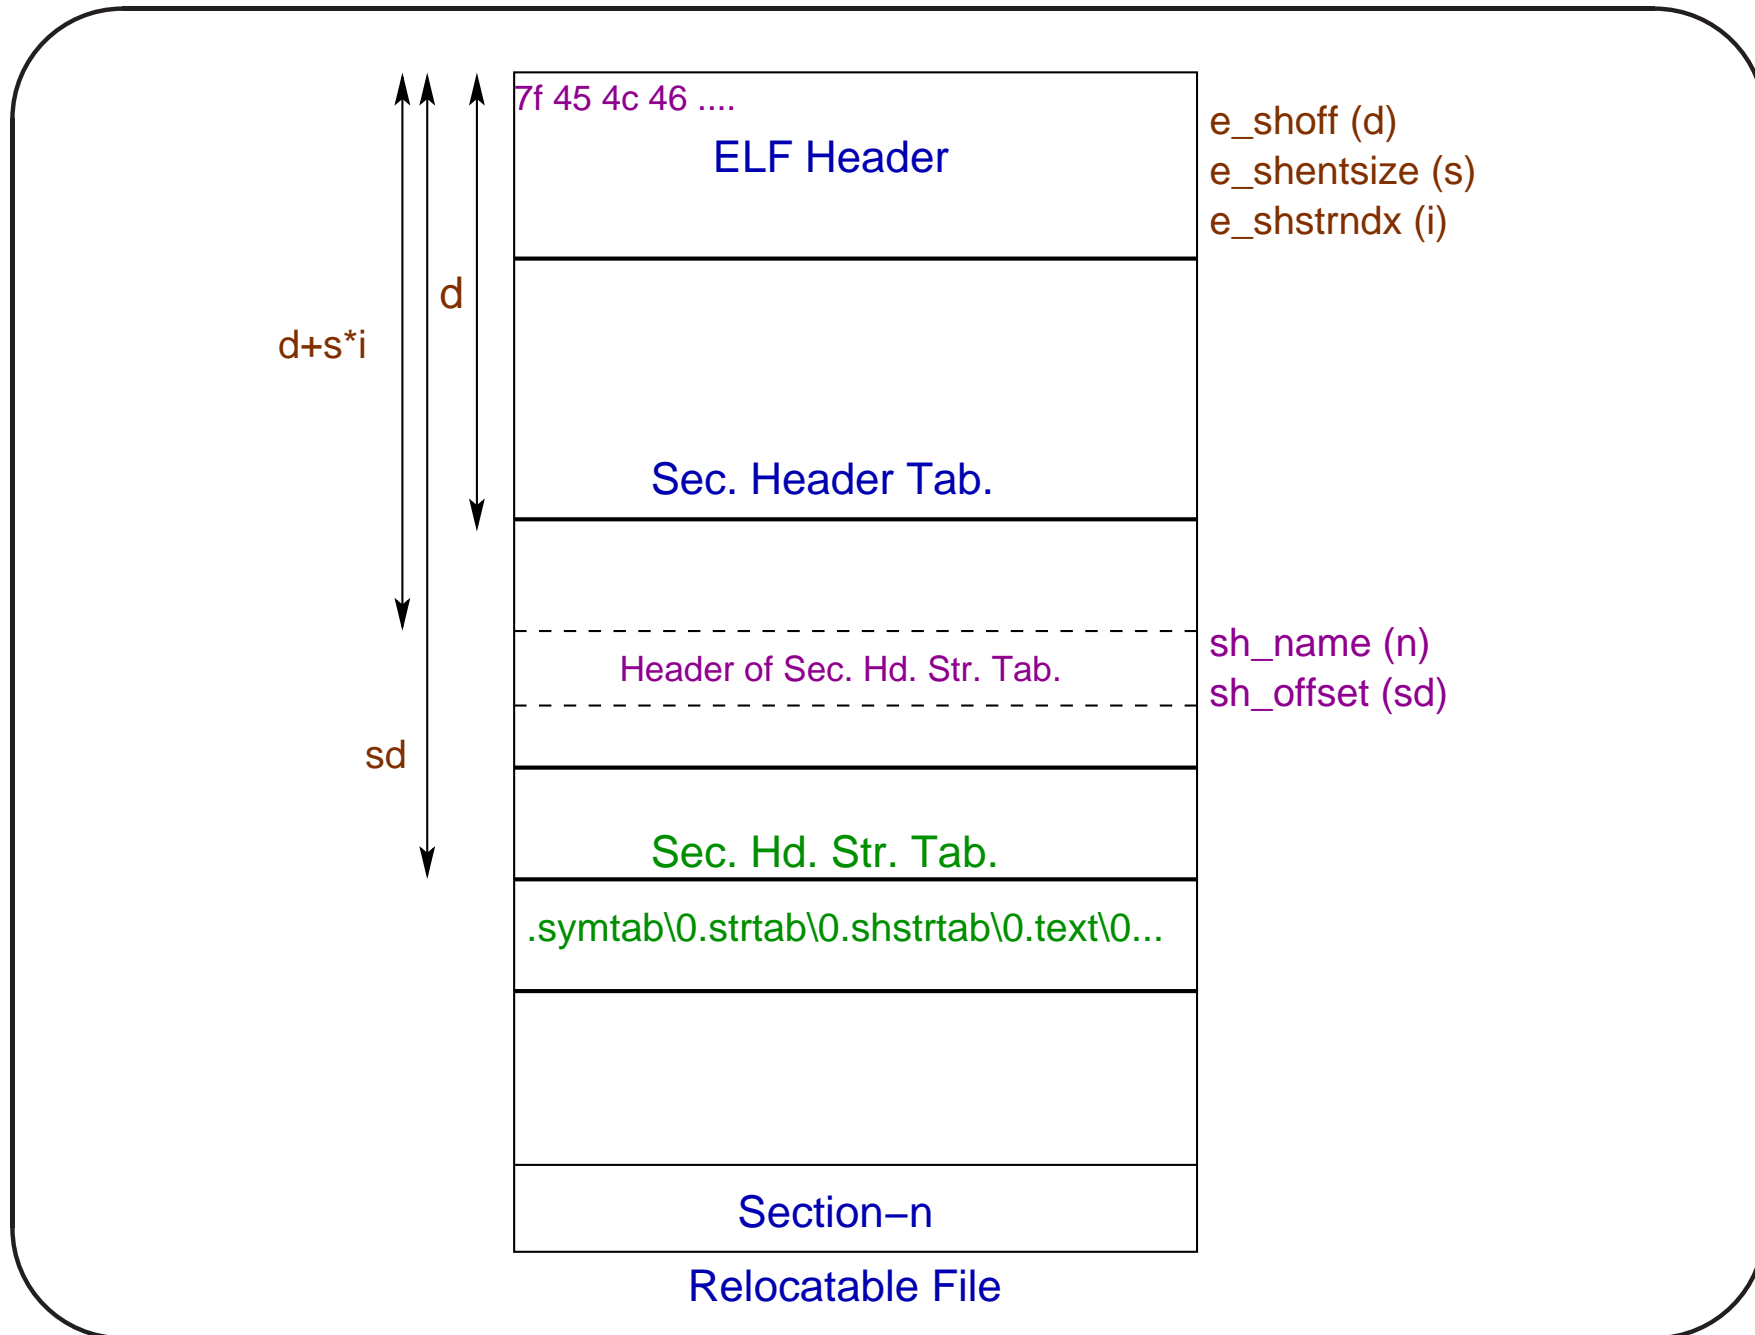 7f 45 4c 46 ....
ELF Header
e_shoff (d)
e_shentsize (s)
e_shstrndx (i)
d
d+s*i
Sec. Header Tab.
Header of Sec. Hd. Str. Tab.
sh_name (n)
sh_offset (sd)
sd
Sec. Hd. Str. Tab.
.symtab\0.strtab\0.shstrtab\0.text\0...
Section−n
Relocatable File